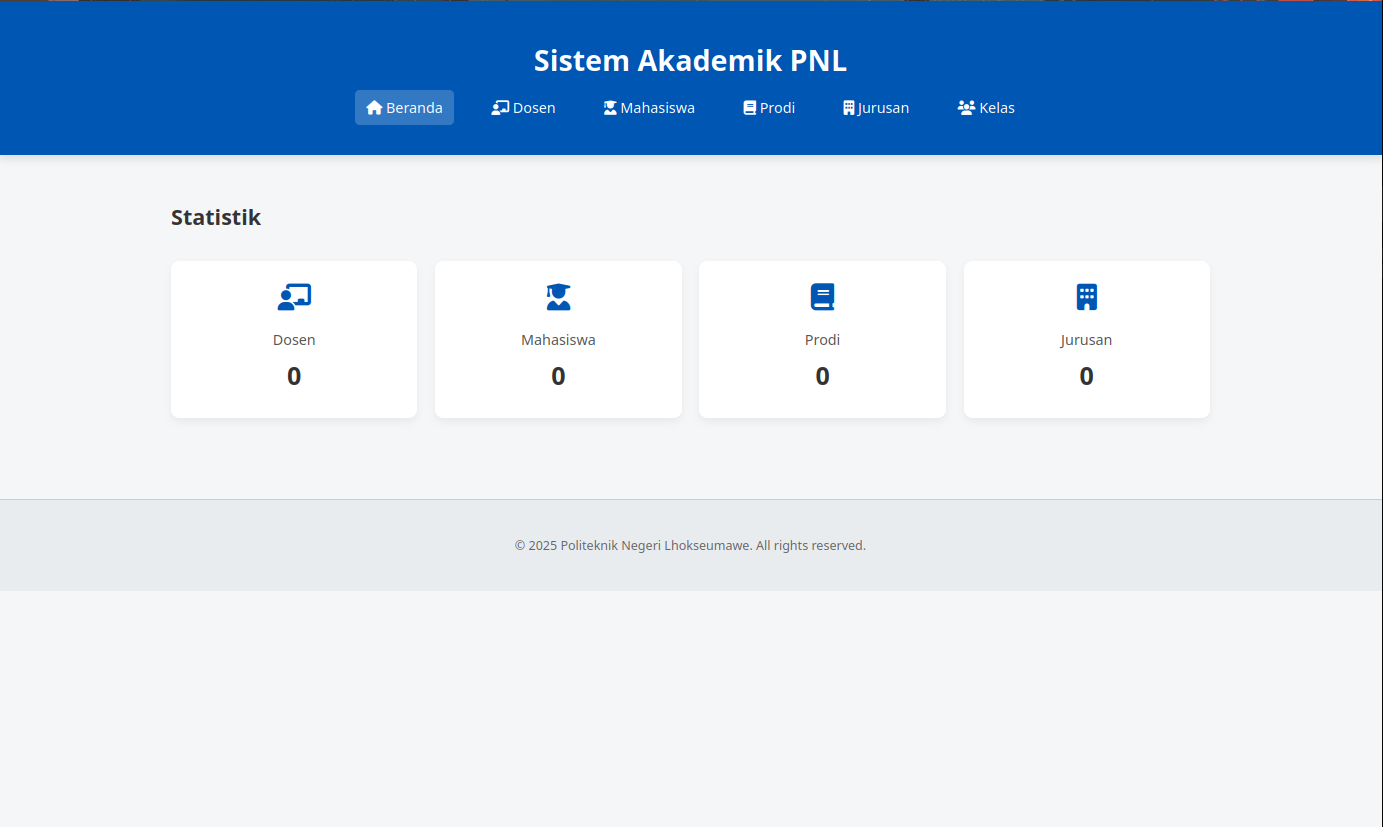 Sistem Akademik PNL
Beranda Dosen Mahasiswa Prodi Jurusan Kelas
Statistik
Dosen Mahasiswa Prodi Jurusan
0 0 0 0
© 2025 Politeknik Negeri Lhokseumawe. All rights reserved.